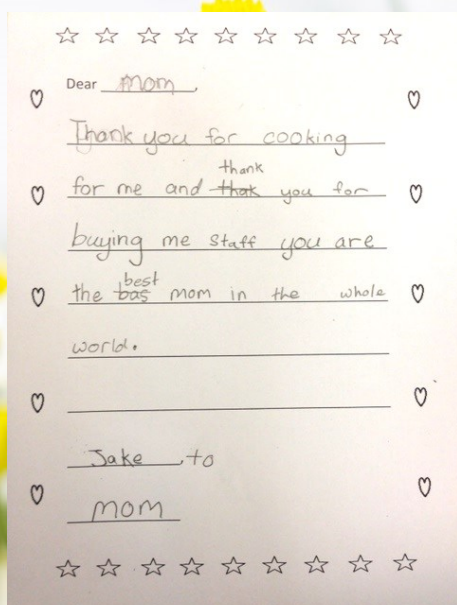 Dear Mom,
Thank you for cooking
thank
for me and thak you for
buying me staff you are
best
the bas mom in the whole
world.
Jake, to
mom